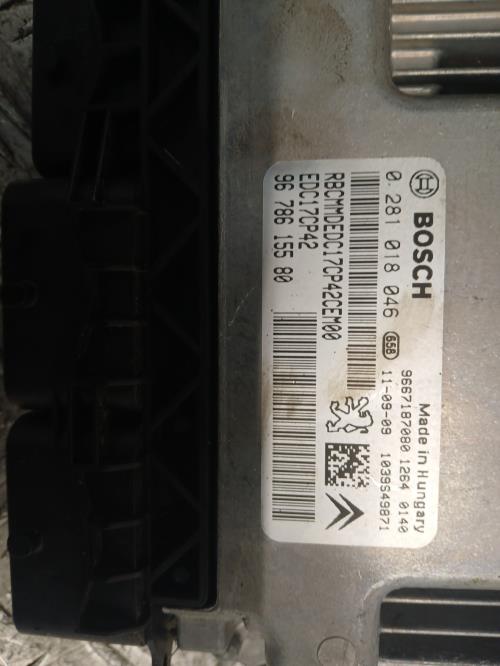 BOSCH
Made in Hungary
0 281 018 046 658
9667187080 1264 0140
11-09-09 1039S49871
RBCMMDEDC17CP42CEM00
EDC17CP42
96 786 155 80